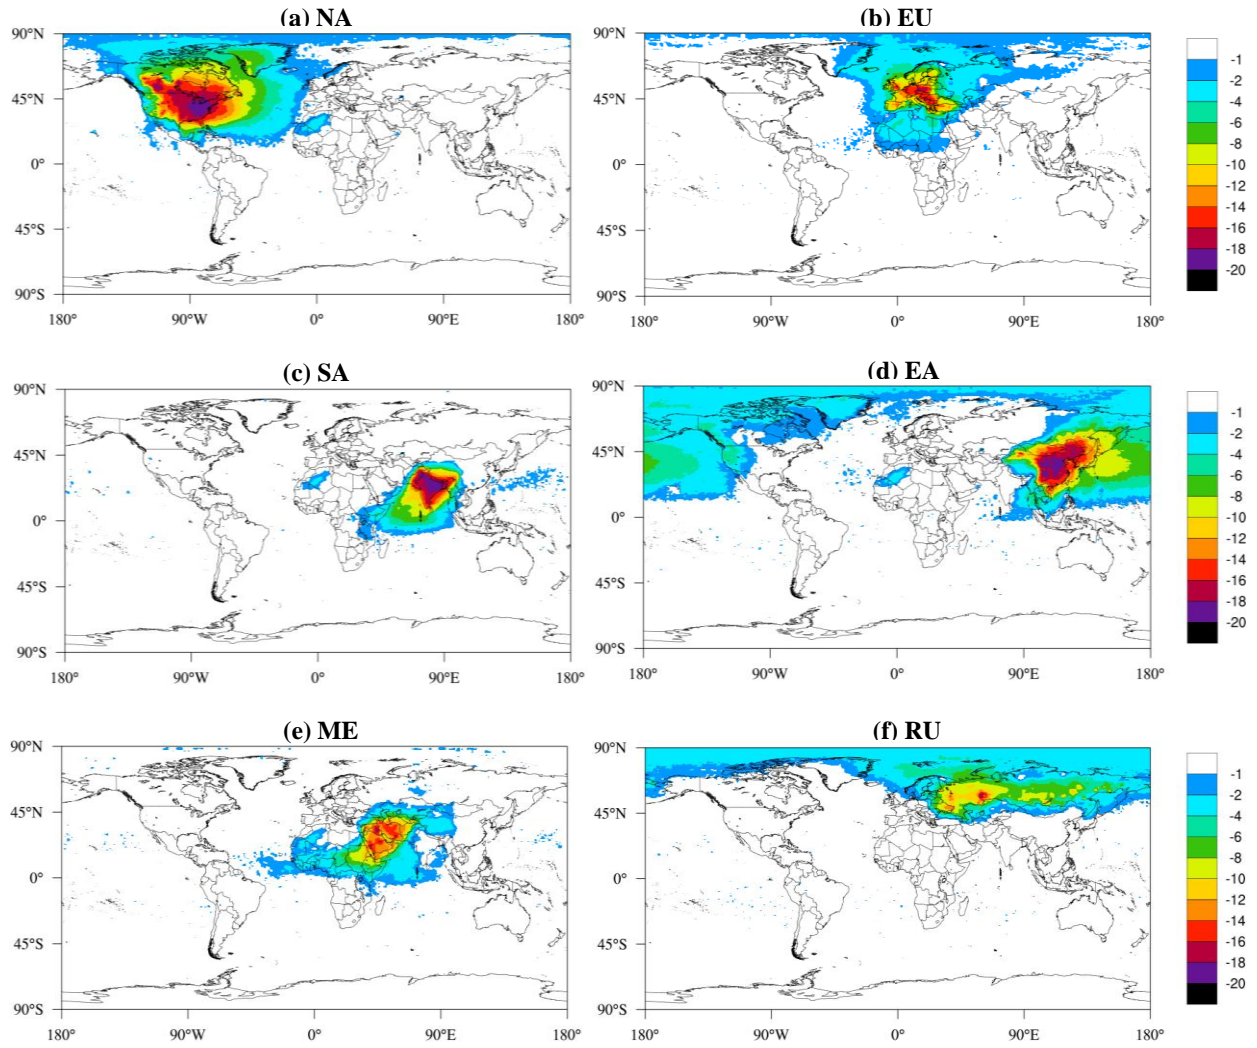 (a) NA
(b) EU
90°N
45°N
0°
45°S
90°S
180°
90°W
0°
90°E
180°
90°N
45°N
0°
45°S
90°S
180°
90°W
0°
90°E
180°
-1
-2
-4
-6
-8
-10
-12
-14
-16
-18
-20
(c) SA
(d) EA
90°N
45°N
0°
45°S
90°S
180°
90°W
0°
90°E
180°
90°N
45°N
0°
45°S
90°S
180°
90°W
0°
90°E
180°
-1
-2
-4
-6
-8
-10
-12
-14
-16
-18
-20
(e) ME
(f) RU
90°N
45°N
0°
45°S
90°S
180°
90°W
0°
90°E
180°
90°N
45°N
0°
45°S
90°S
180°
90°W
0°
90°E
180°
-1
-2
-4
-6
-8
-10
-12
-14
-16
-18
-20